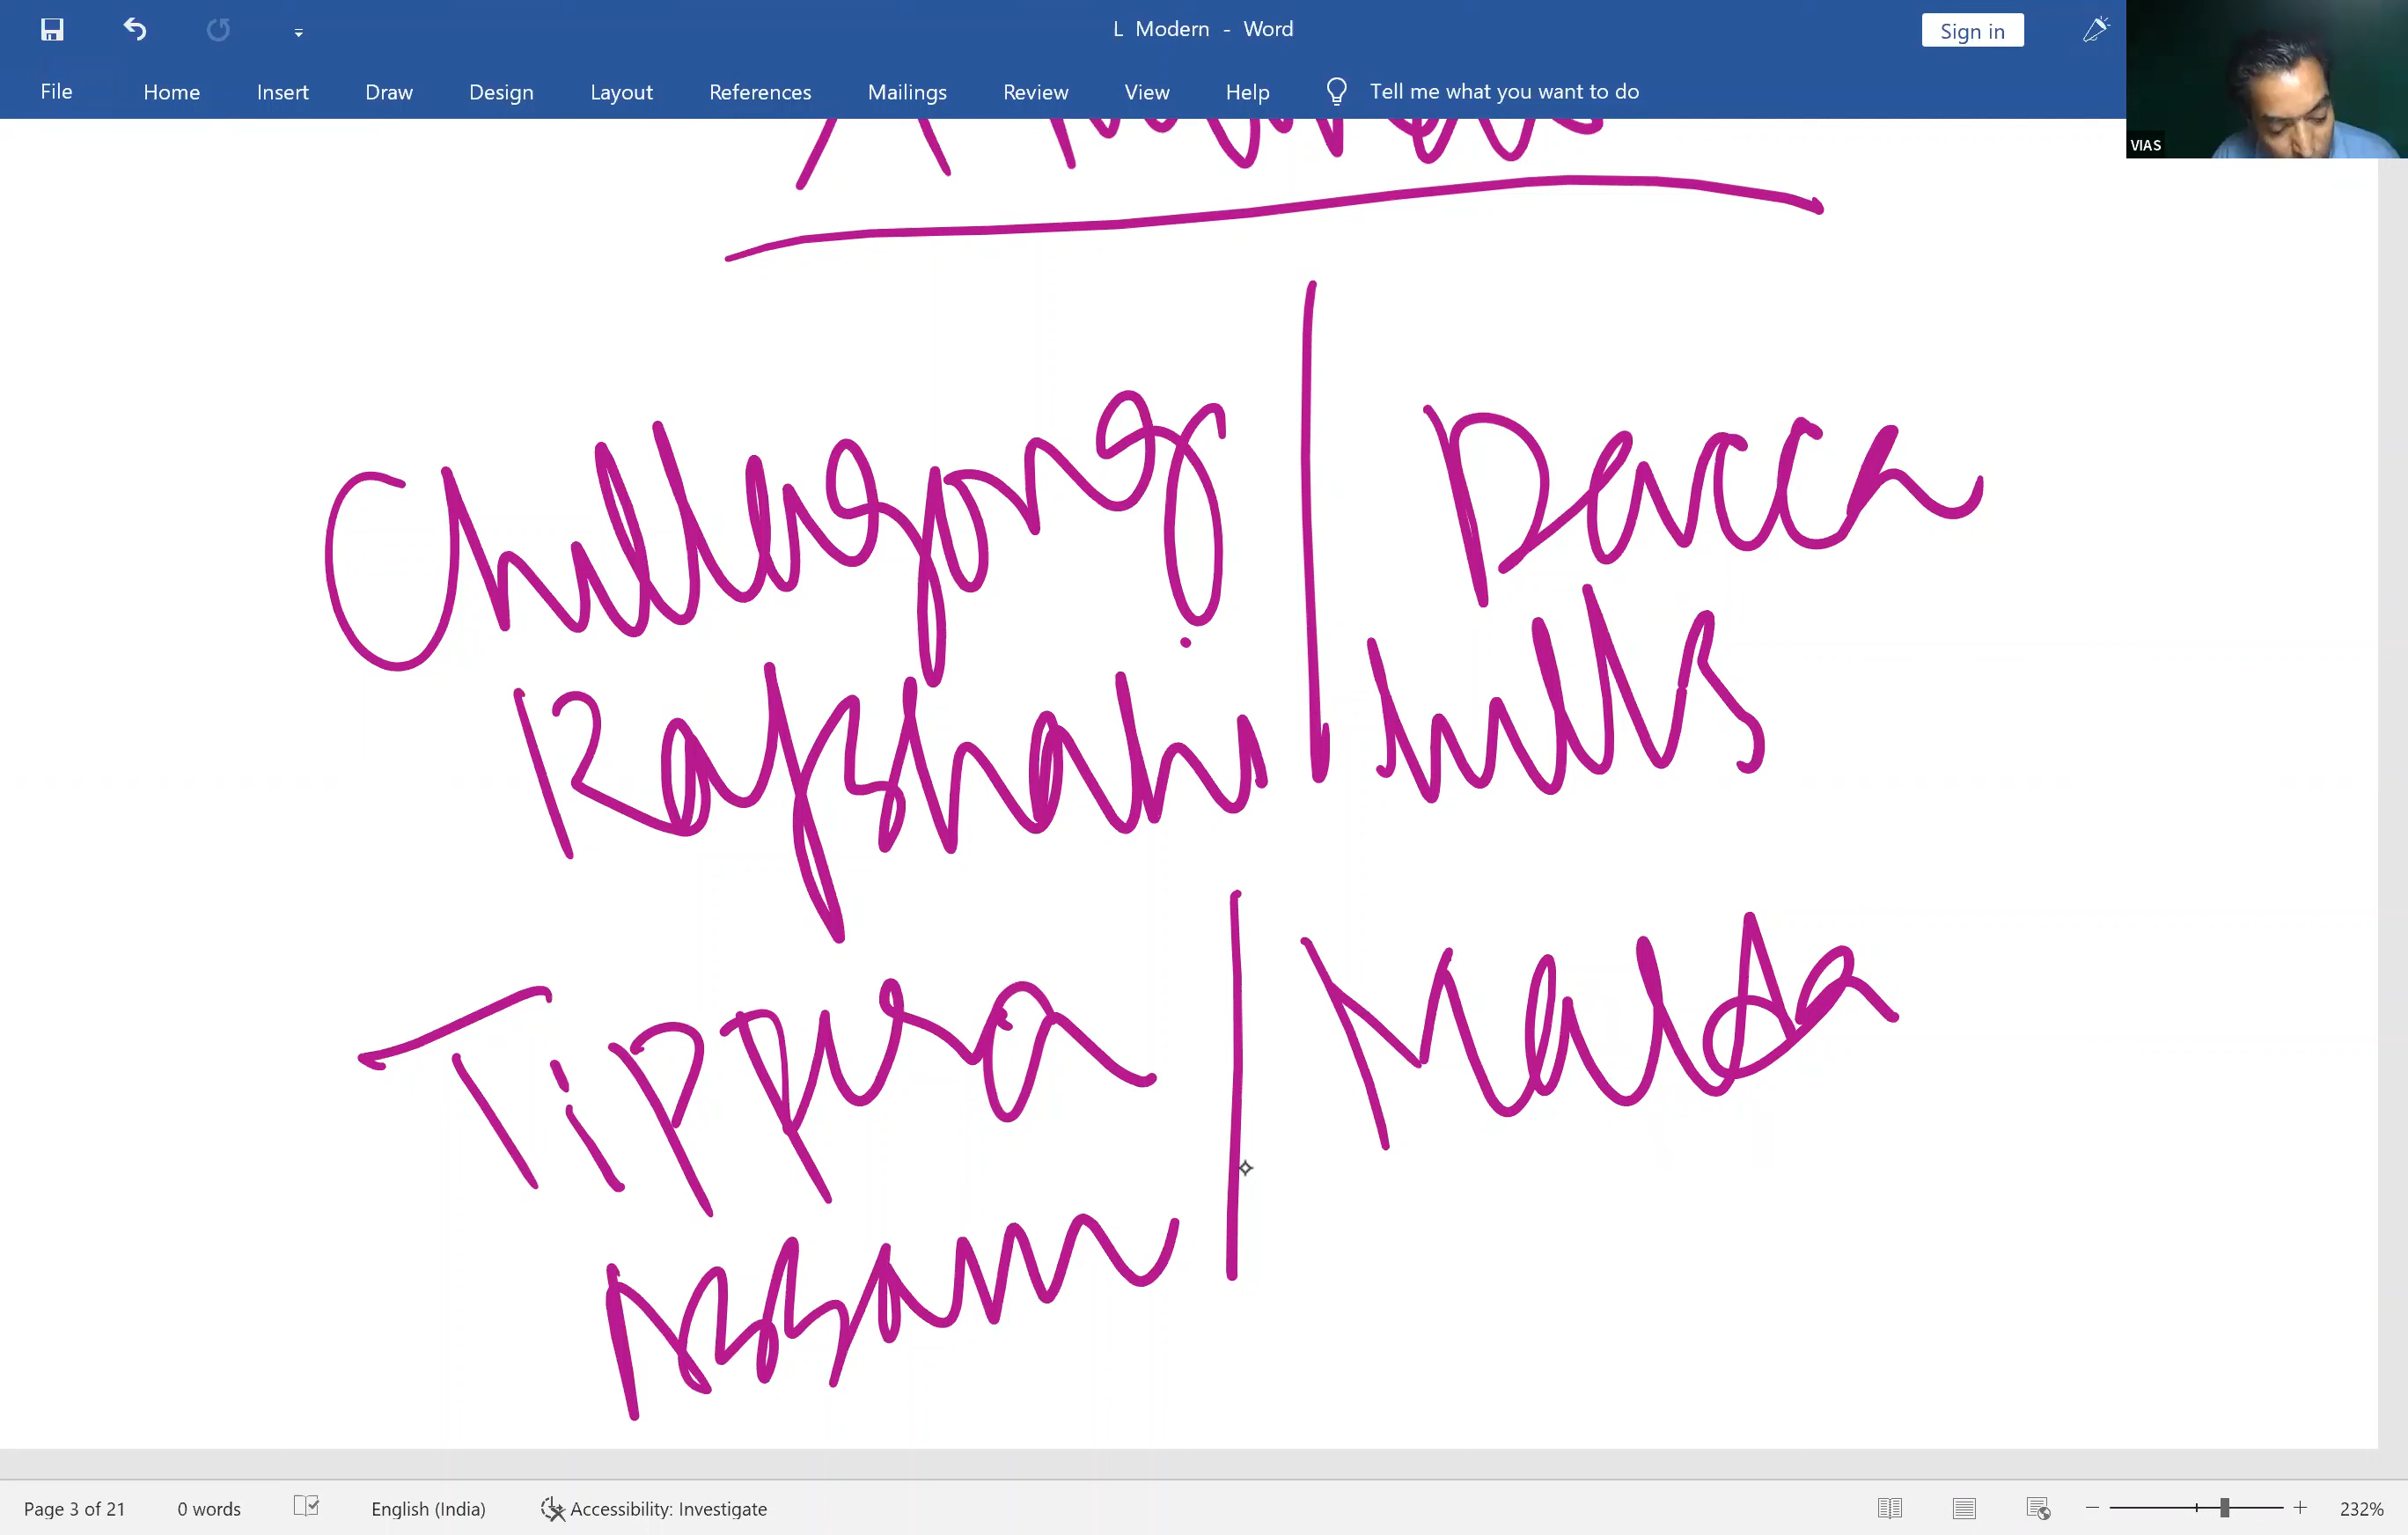 L Modern - Word
Sign in
File Home Insert Draw Design Layout References Mailings Review View Help Tell me what you want to do
VIAS
Chittagong Dacca
Rajshahi hills
Tippera Malda
Assam
Page 3 of 21 0 words English (India) Accessibility: Investigate 232%